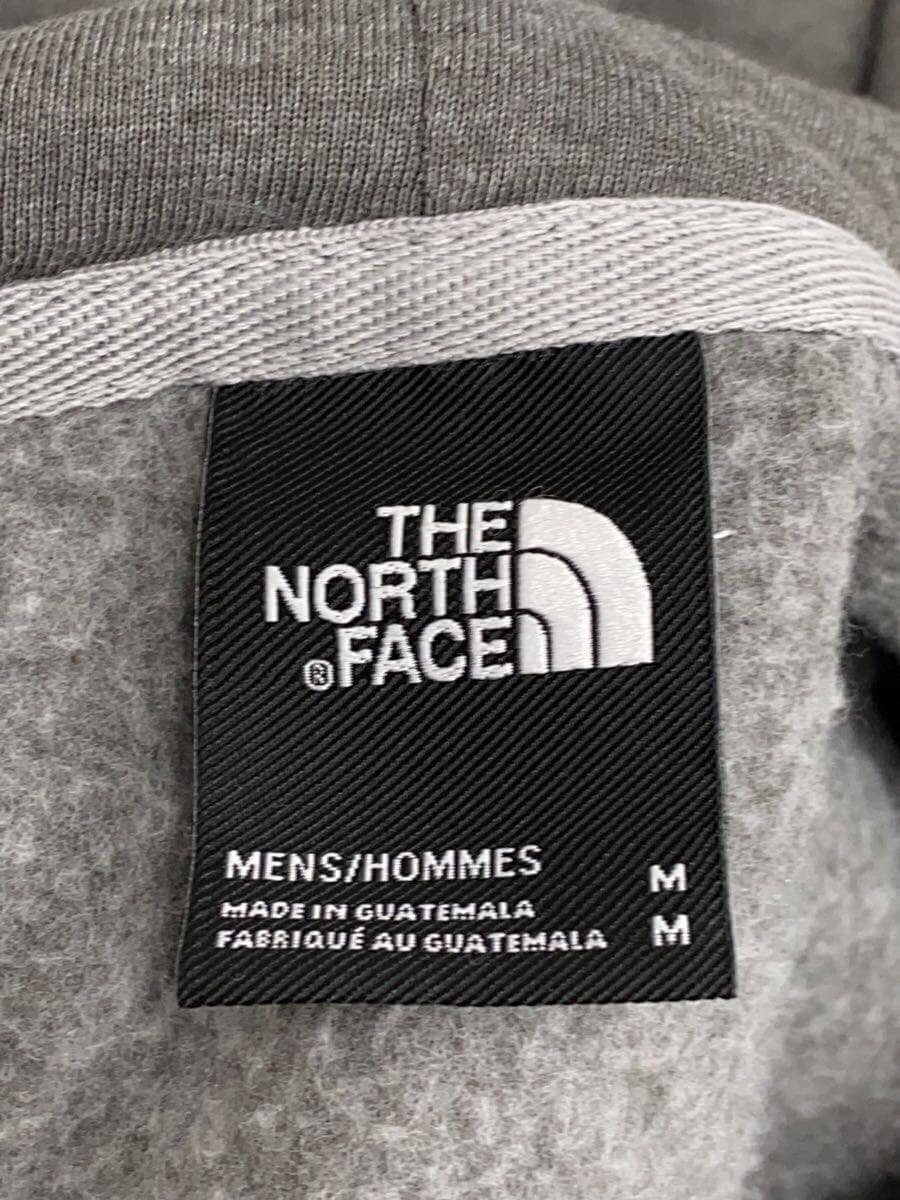 THE
NORTH
®FACE
MENS/HOMMES M
MADE IN GUATEMALA
FABRIQUÉ AU GUATEMALA M